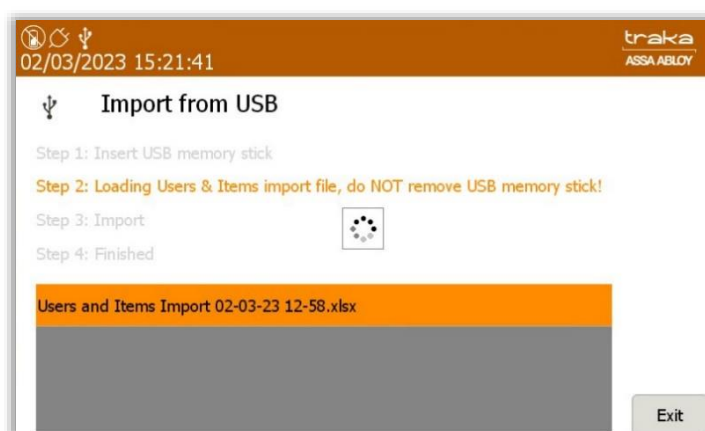 traka
02/03/2023 15:21:41
ASSA ABLOY
Import from USB
Step 1: Insert USB memory stick
Step 2: Loading Users & Items import file, do NOT remove USB memory stick!
Step 3: Import
Step 4: Finished
Users and Items Import 02-03-23 12-58.xlsx
Exit